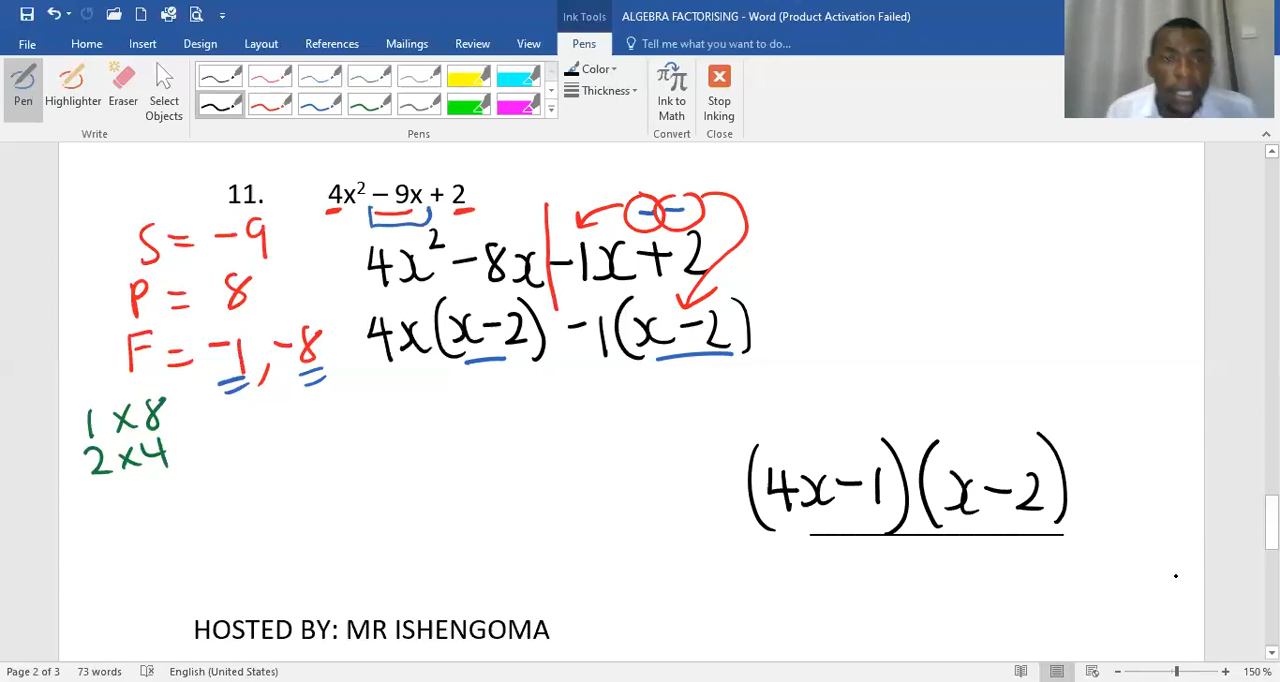 ALGEBRA FACTORISING - Word (Product Activation Failed)
Ink Tools
File Home Insert Design Layout References Mailings Review View Pens Tell me what you want to do...
Pen Highlighter Eraser Select Objects
Color
Thickness
Ink to Math
Stop Inking
Write Pens Convert Close
11. 4x² – 9x + 2
S = -9
P = 8
F = -1, -8
1 x 8
2 x 4
- -
4x² - 8x - 1x + 2
4x(x-2) -1(x-2)
(4x-1)(x-2)
HOSTED BY: MR ISHENGOMA
Page 2 of 3 73 words English (United States) 150 %